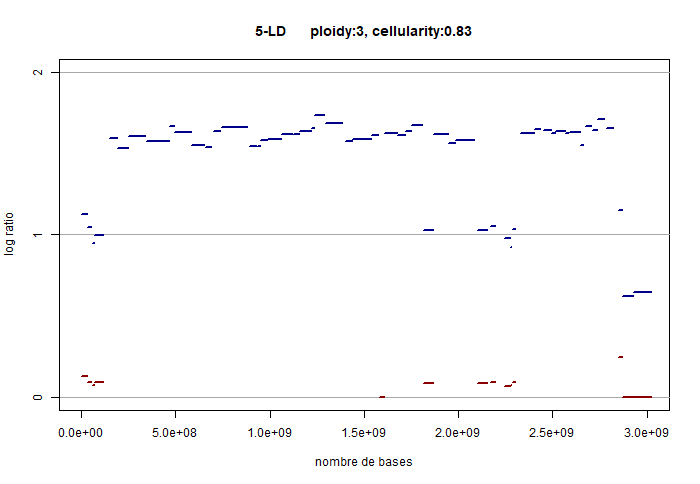 5-LD ploidy:3, cellularity:0.83
2
1
0
log ratio
0.0e+00 5.0e+08 1.0e+09 1.5e+09 2.0e+09 2.5e+09 3.0e+09
nombre de bases